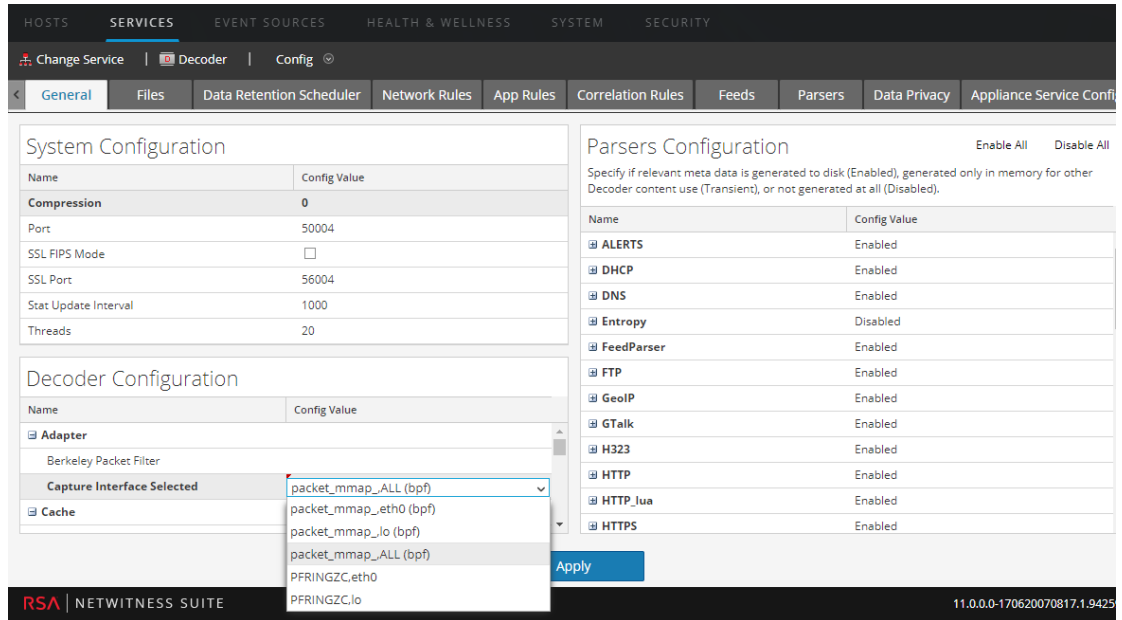 HOSTS SERVICES EVENT SOURCES HEALTH & WELLNESS SYSTEM SECURITY
Change Service | Decoder | Config
General Files Data Retention Scheduler Network Rules App Rules Correlation Rules Feeds Parsers Data Privacy Appliance Service Confi
System Configuration
Name Config Value
Compression 0
Port 50004
SSL FIPS Mode
SSL Port 56004
Stat Update Interval 1000
Threads 20
Decoder Configuration
Name Config Value
Adapter
Berkeley Packet Filter
Capture Interface Selected packet_mmap_,ALL (bpf)
Cache
packet_mmap_,eth0 (bpf)
packet_mmap_,lo (bpf)
packet_mmap_,ALL (bpf)
PFRINGZC,eth0
PFRINGZC,lo
Parsers Configuration Enable All Disable All
Specify if relevant meta data is generated to disk (Enabled), generated only in memory for other
Decoder content use (Transient), or not generated at all (Disabled).
Name Config Value
ALERTS Enabled
DHCP Enabled
DNS Enabled
Entropy Disabled
FeedParser Enabled
FTP Enabled
GeoIP Enabled
GTalk Enabled
H323 Enabled
HTTP Enabled
HTTP_lua Enabled
HTTPS Enabled
Apply
RSA | NETWITNESS SUITE 11.0.0.0-170620070817.1.9425